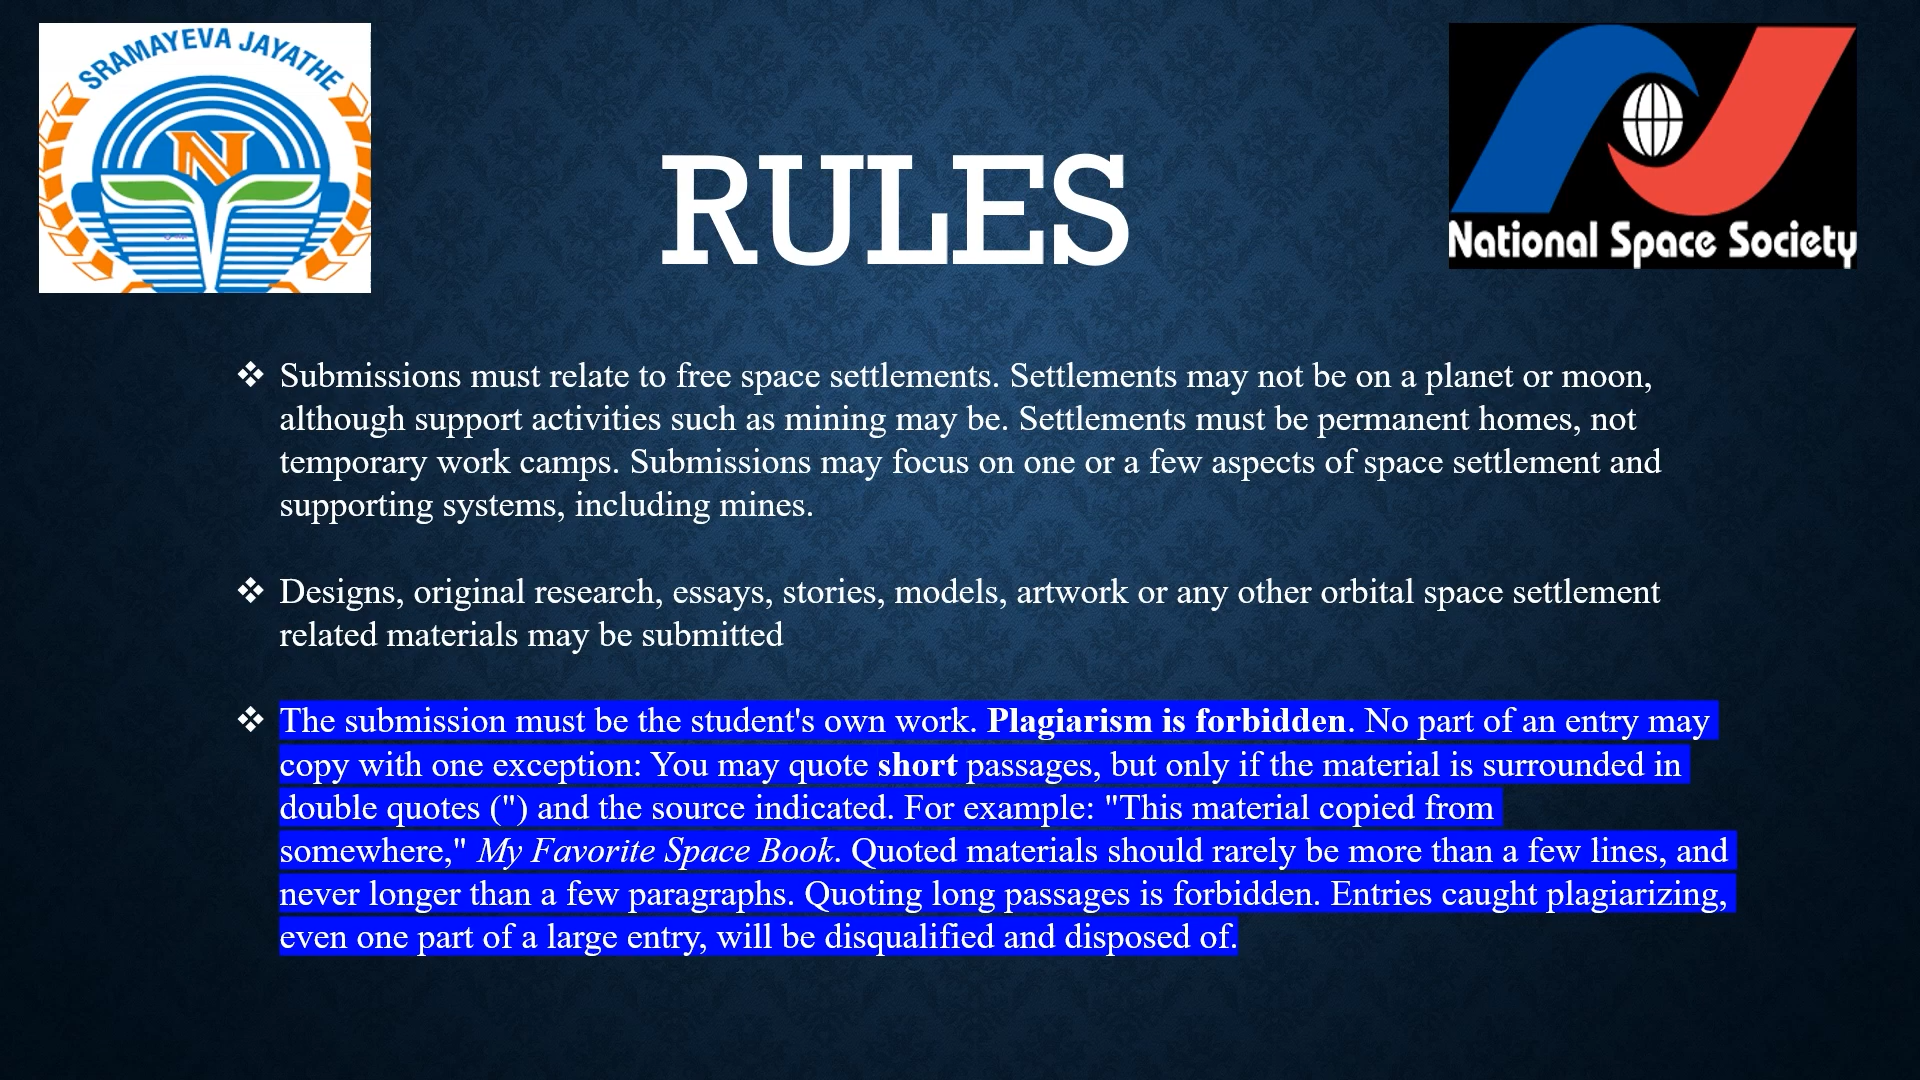 SRAMAYEVA JAYATHE
N
RULES
National Space Society
❖ Submissions must relate to free space settlements. Settlements may not be on a planet or moon,
although support activities such as mining may be. Settlements must be permanent homes, not
temporary work camps. Submissions may focus on one or a few aspects of space settlement and
supporting systems, including mines.
❖ Designs, original research, essays, stories, models, artwork or any other orbital space settlement
related materials may be submitted
❖ The submission must be the student's own work. Plagiarism is forbidden. No part of an entry may
copy with one exception: You may quote short passages, but only if the material is surrounded in
double quotes (") and the source indicated. For example: "This material copied from
somewhere," My Favorite Space Book. Quoted materials should rarely be more than a few lines, and
never longer than a few paragraphs. Quoting long passages is forbidden. Entries caught plagiarizing,
even one part of a large entry, will be disqualified and disposed of.